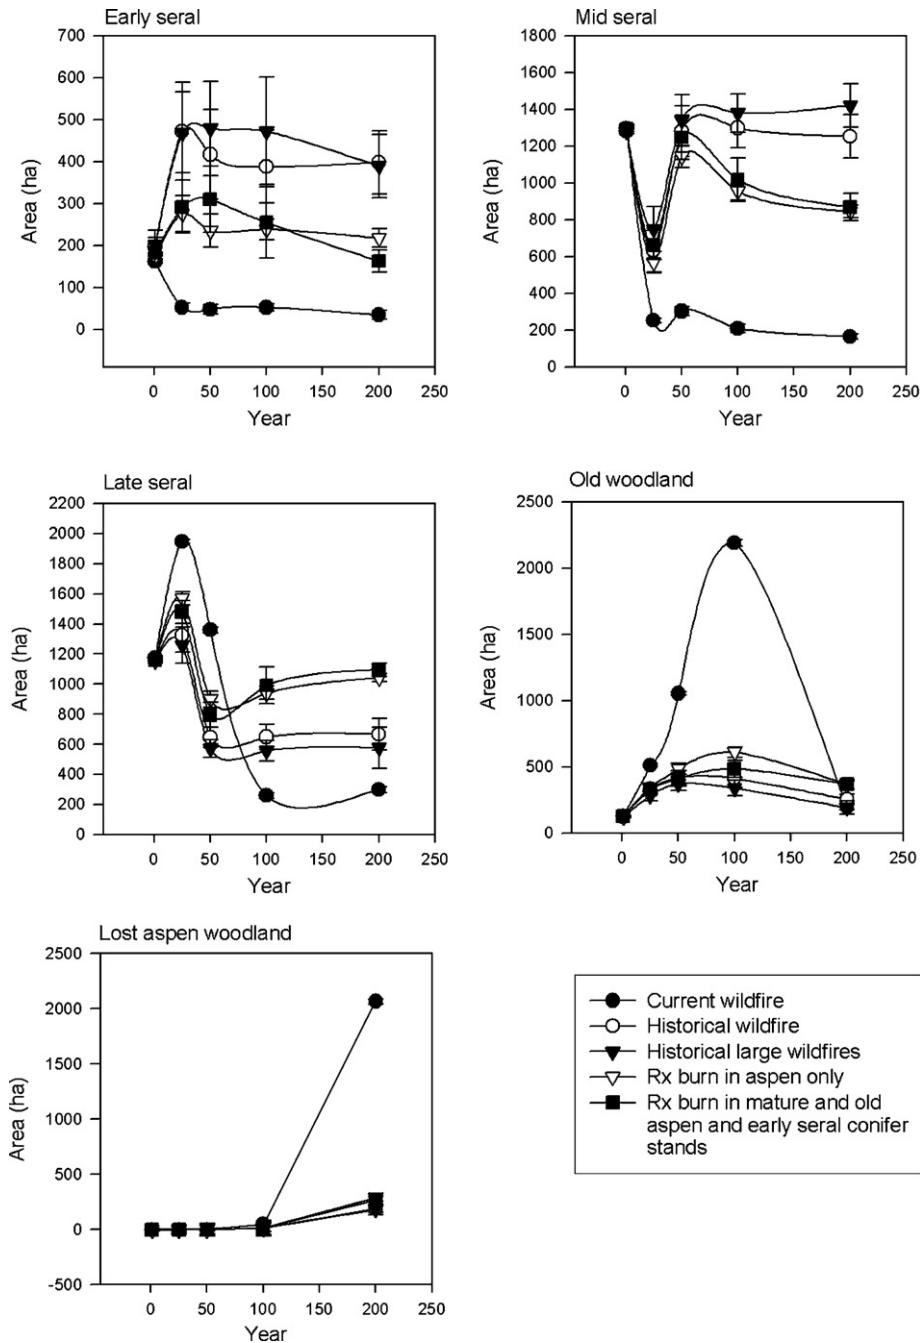 Early seral
700
600
500
400
300
200
100
0
Area (ha)
0 50 100 150 200 250
Year
Mid seral
1800
1600
1400
1200
1000
800
600
400
200
0
Area (ha)
0 50 100 150 200 250
Year
Late seral
2200
2000
1800
1600
1400
1200
1000
800
600
400
200
0
Area (ha)
0 50 100 150 200 250
Year
Old woodland
2500
2000
1500
1000
500
0
Area (ha)
0 50 100 150 200 250
Year
Lost aspen woodland
2500
2000
1500
1000
500
0
-500
Area (ha)
0 50 100 150 200 250
Year
Current wildfire
Historical wildfire
Historical large wildfires
Rx burn in aspen only
Rx burn in mature and old
aspen and early seral conifer
stands